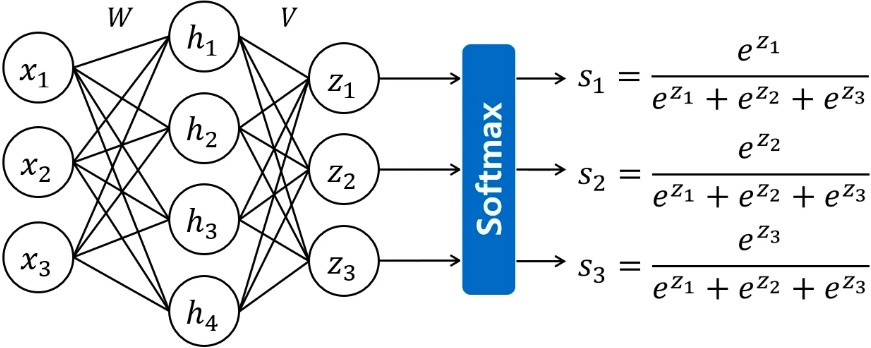 W
V
x₁
x₂
x₃
h₁
h₂
h₃
h₄
z₁
z₂
z₃
Softmax
s₁ = e^{z₁} / (e^{z₁} + e^{z₂} + e^{z₃})
s₂ = e^{z₂} / (e^{z₁} + e^{z₂} + e^{z₃})
s₃ = e^{z₃} / (e^{z₁} + e^{z₂} + e^{z₃})